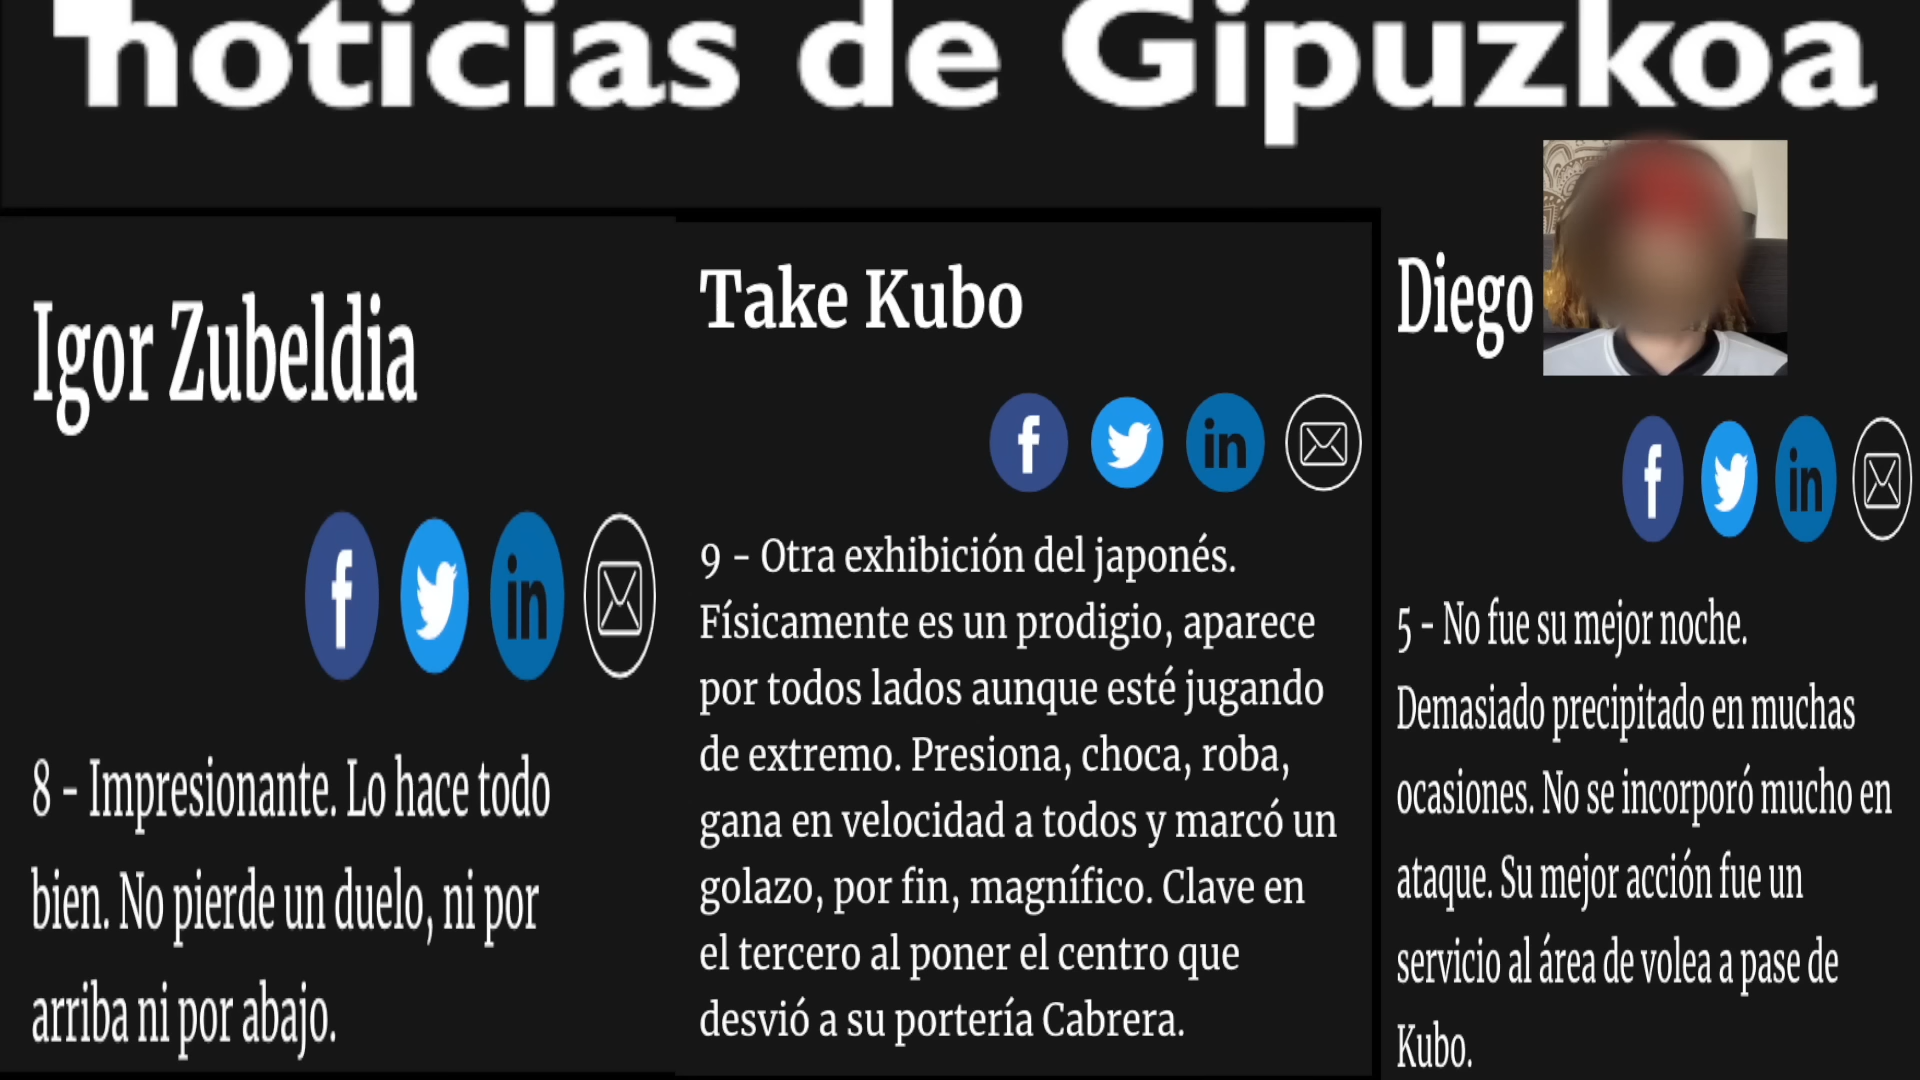 noticias de Gipuzkoa
Igor Zubeldia
8 - Impresionante. Lo hace todo
bien. No pierde un duelo, ni por
arriba ni por abajo.
Take Kubo
9 - Otra exhibición del japonés.
Físicamente es un prodigio, aparece
por todos lados aunque esté jugando
de extremo. Presiona, choca, roba,
gana en velocidad a todos y marcó un
golazo, por fin, magnífico. Clave en
el tercero al poner el centro que
desvió a su portería Cabrera.
Diego
5 - No fue su mejor noche.
Demasiado precipitado en muchas
ocasiones. No se incorporó mucho en
ataque. Su mejor acción fue un
servicio al área de volea a pase de
Kubo.